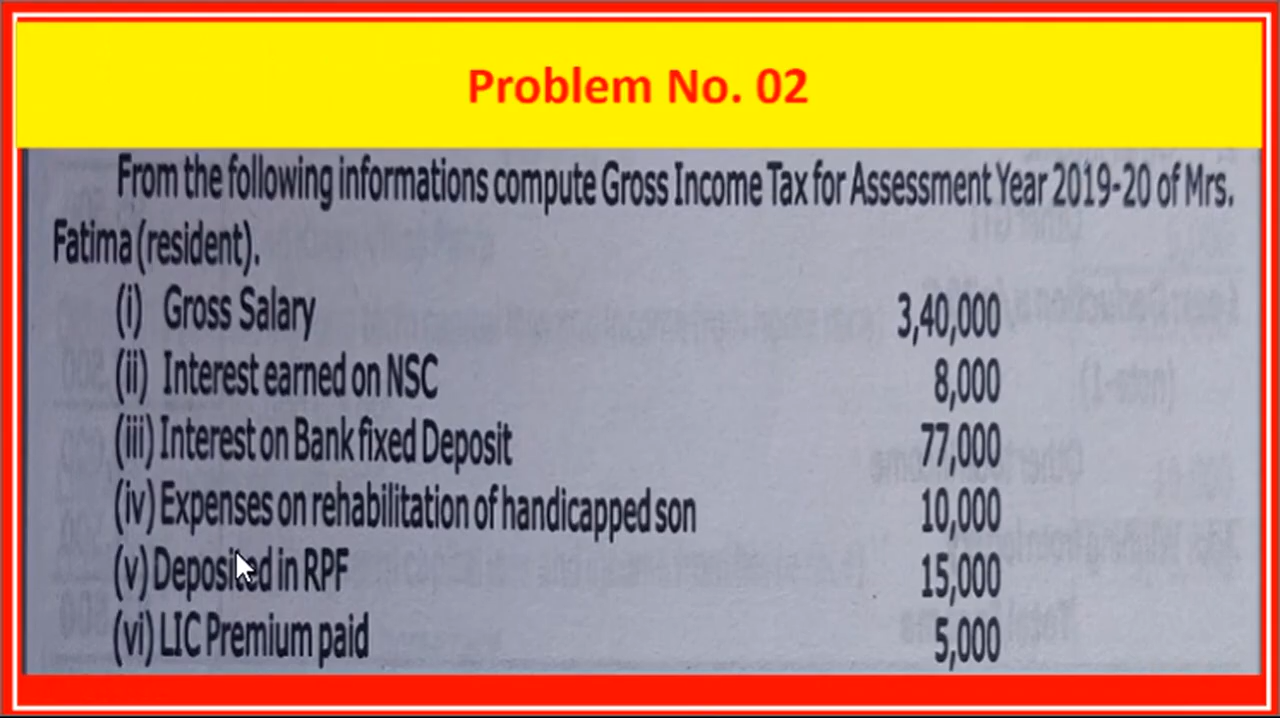 Problem No. 02
From the following informations compute Gross Income Tax for Assessment Year 2019-20 of Mrs.
Fatima (resident).
(i) Gross Salary 3,40,000
(ii) Interest earned on NSC 8,000
(iii) Interest on Bank fixed Deposit 77,000
(iv) Expenses on rehabilitation of handicapped son 10,000
(v) Deposited in RPF 15,000
(vi) LIC Premium paid 5,000